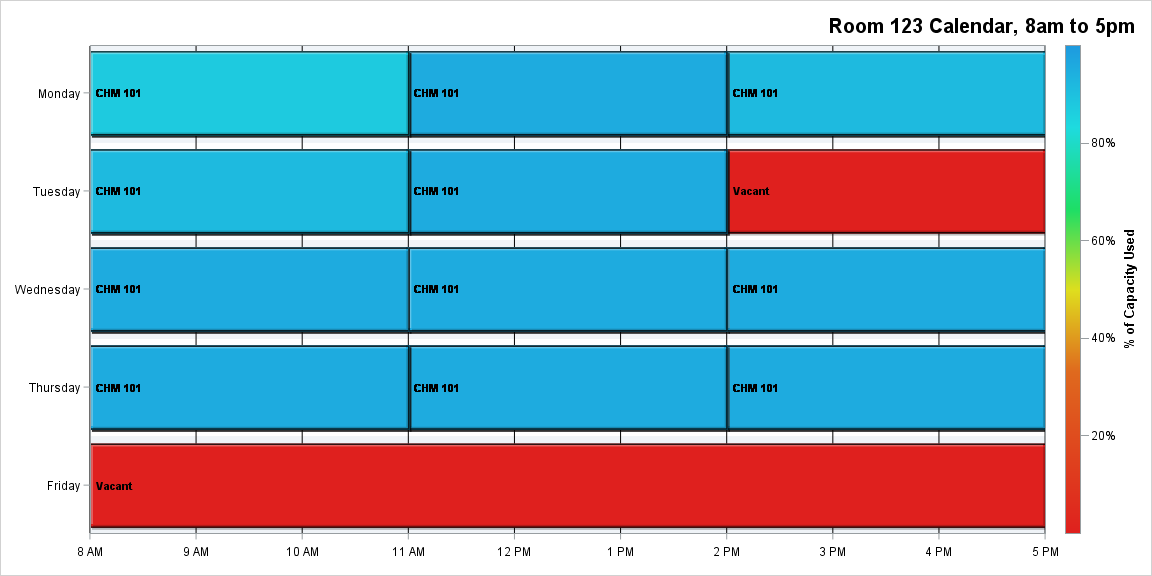 Room 123 Calendar, 8am to 5pm
Monday
CHM 101
CHM 101
CHM 101
80%
Tuesday
CHM 101
CHM 101
Vacant
60%
% of Capacity Used
Wednesday
CHM 101
CHM 101
CHM 101
40%
Thursday
CHM 101
CHM 101
CHM 101
20%
Friday
Vacant
8 AM
9 AM
10 AM
11 AM
12 PM
1 PM
2 PM
3 PM
4 PM
5 PM